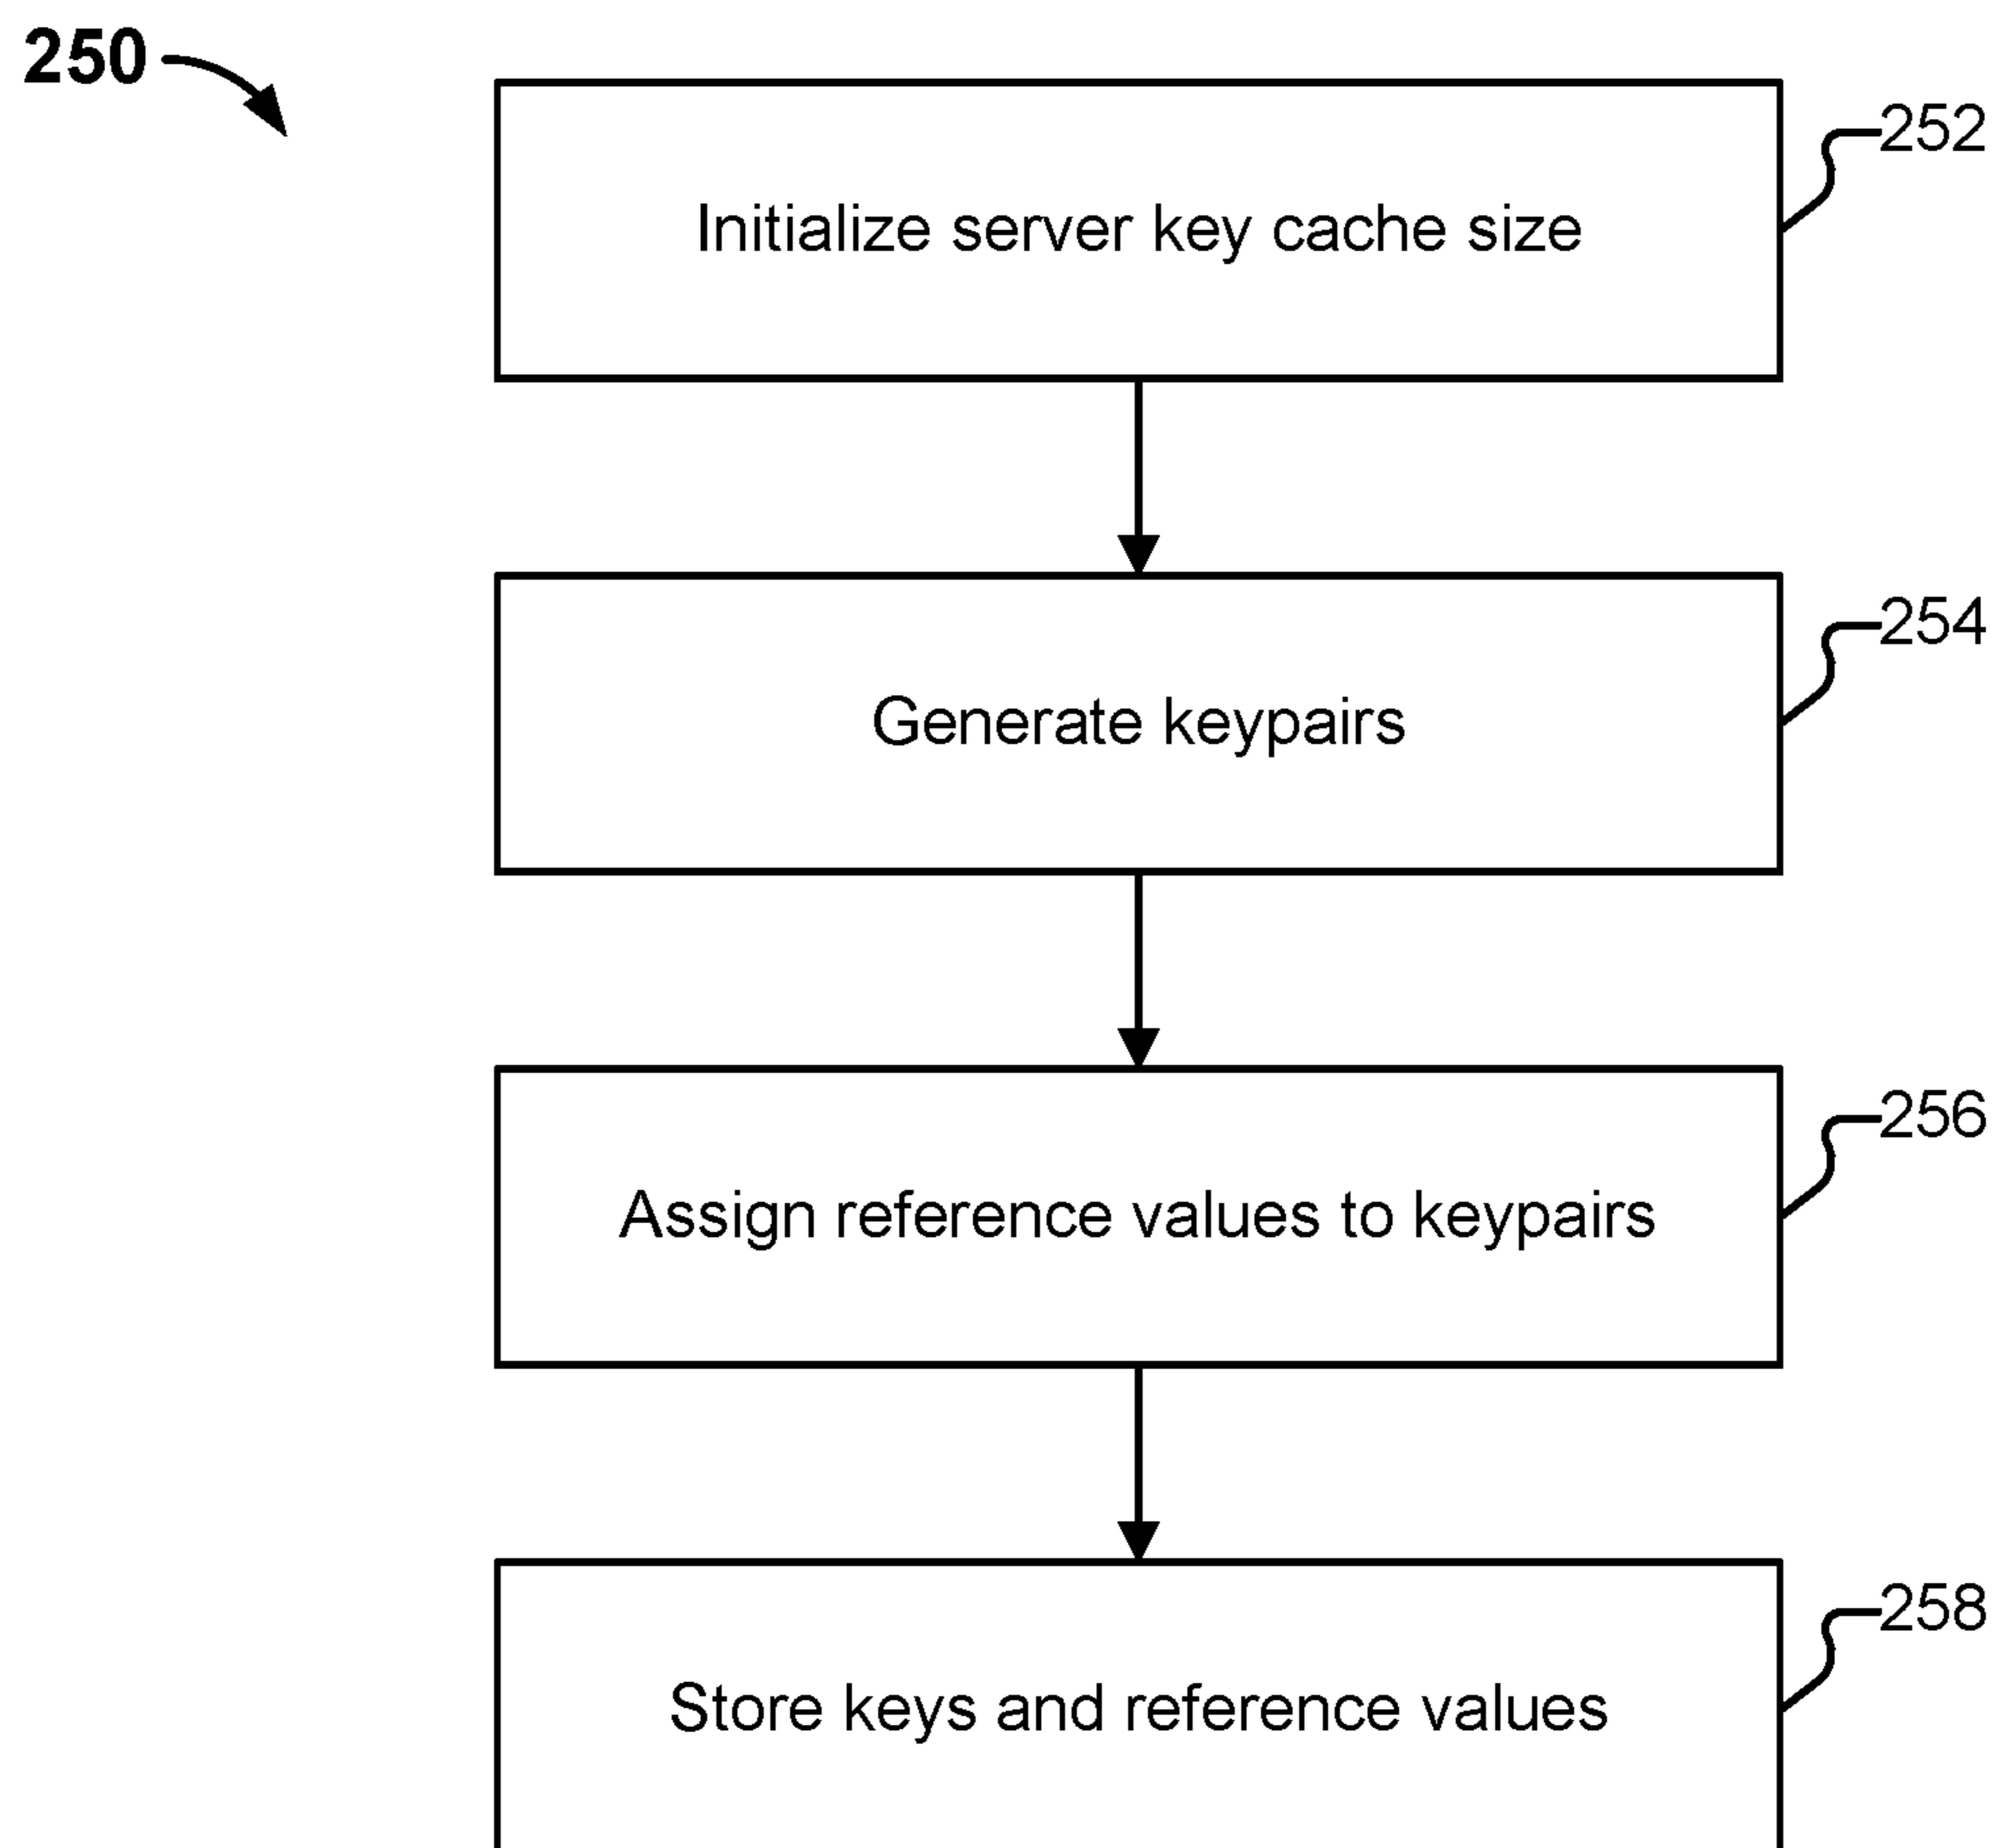 250
252
Initialize server key cache size
254
Generate keypairs
256
Assign reference values to keypairs
258
Store keys and reference values